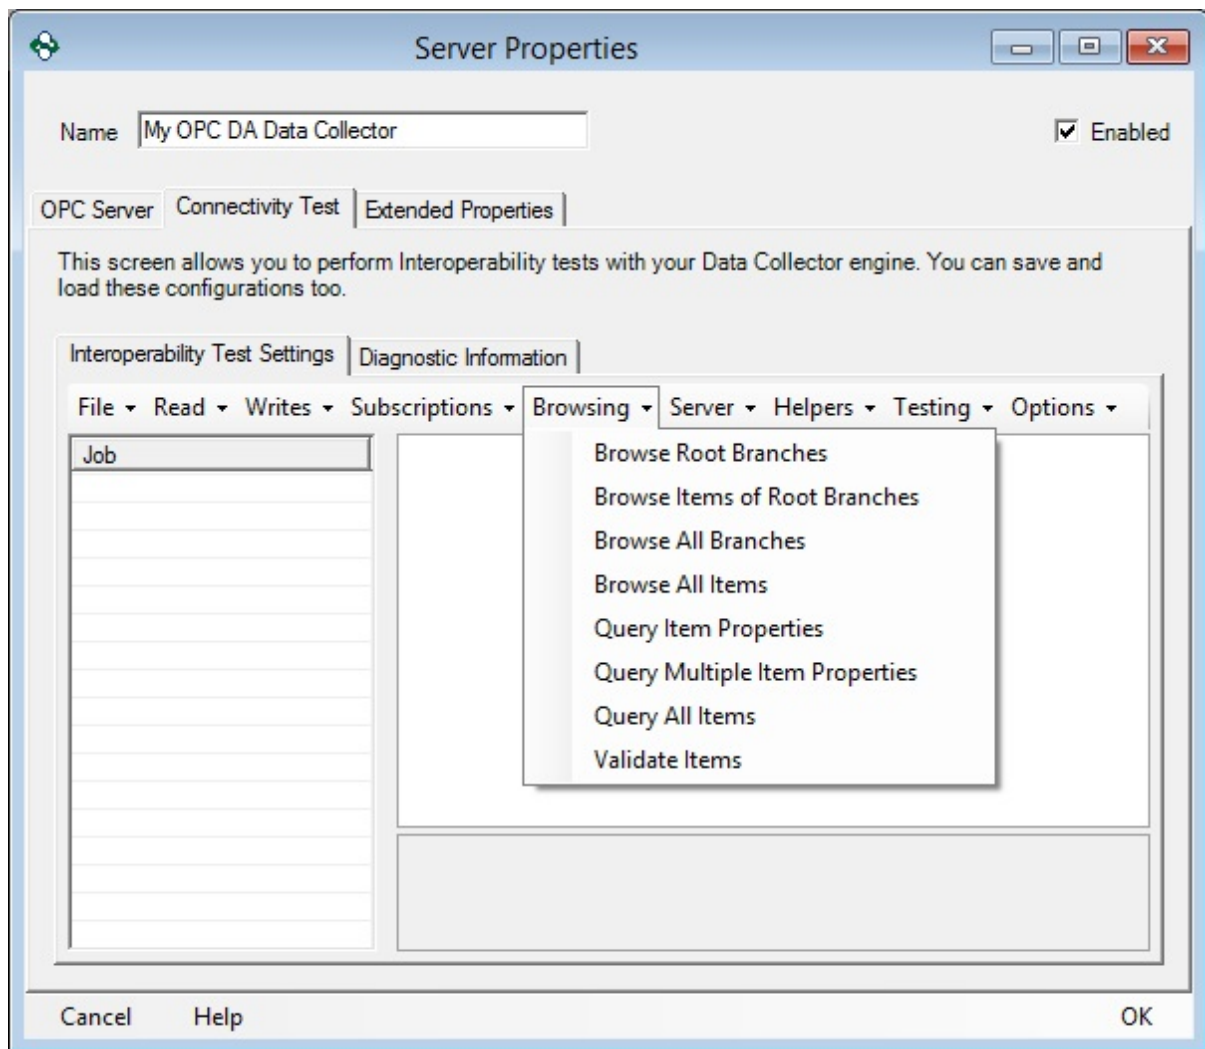 Server Properties
Name My OPC DA Data Collector Enabled
OPC Server Connectivity Test Extended Properties
This screen allows you to perform Interoperability tests with your Data Collector engine. You can save and
load these configurations too.
Interoperability Test Settings Diagnostic Information
File Read Writes Subscriptions Browsing Server Helpers Testing Options
Job
Browse Root Branches
Browse Items of Root Branches
Browse All Branches
Browse All Items
Query Item Properties
Query Multiple Item Properties
Query All Items
Validate Items
Cancel Help OK